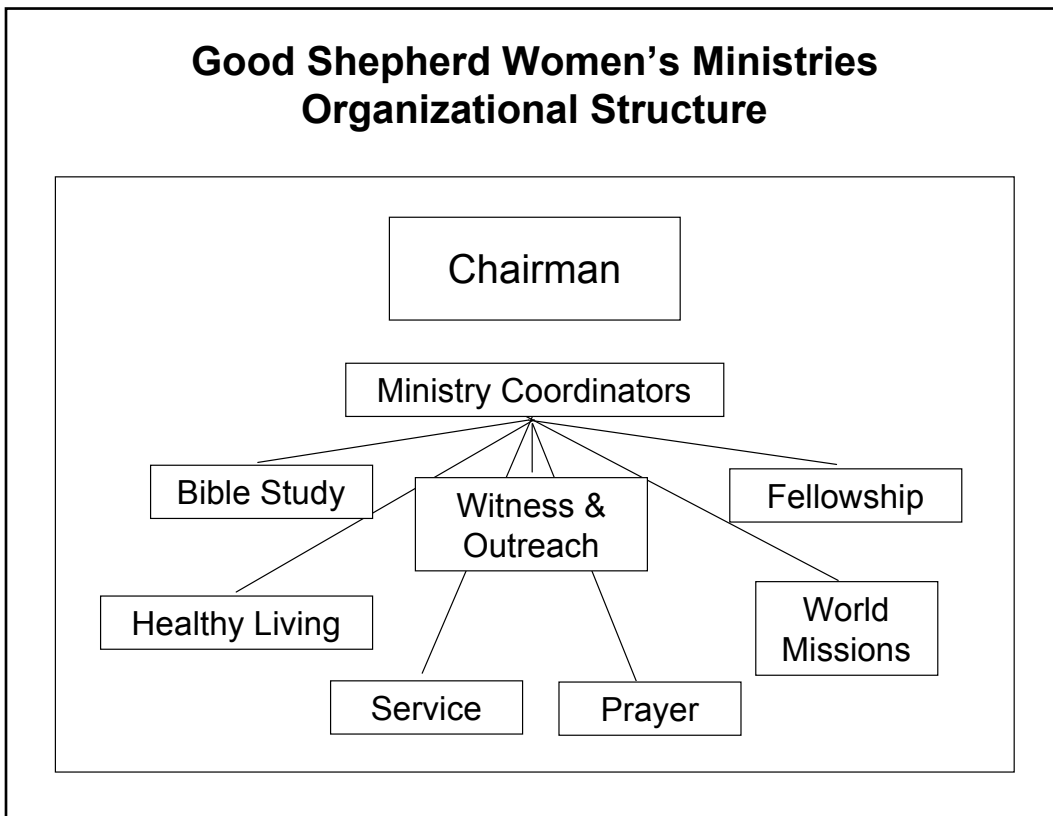 Good Shepherd Women’s Ministries
Organizational Structure
Chairman
Ministry Coordinators
Bible Study
Witness &
Outreach
Fellowship
Healthy Living
World
Missions
Service
Prayer